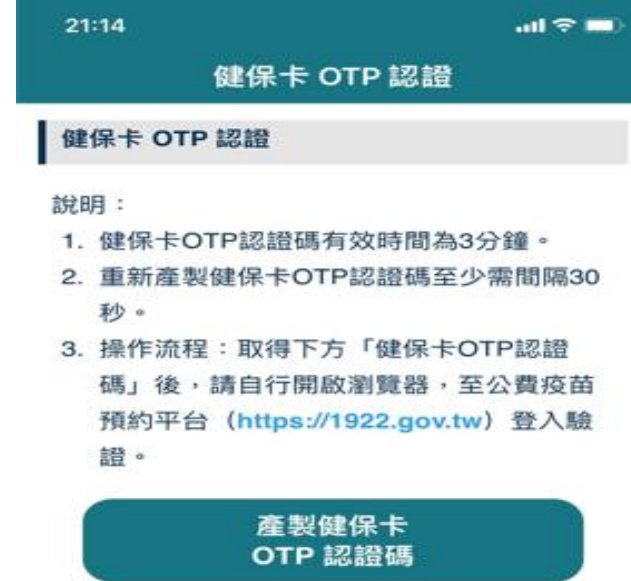 21:14
健保卡 OTP 認證
健保卡 OTP 認證
說明：
1. 健保卡OTP認證碼有效時間為3分鐘。
2. 重新產製健保卡OTP認證碼至少需間隔30
秒。
3. 操作流程：取得下方「健保卡OTP認證
碼」後，請自行開啟瀏覽器，至公費疫苗
預約平台（https://1922.gov.tw）登入驗
證。
產製健保卡
OTP 認證碼